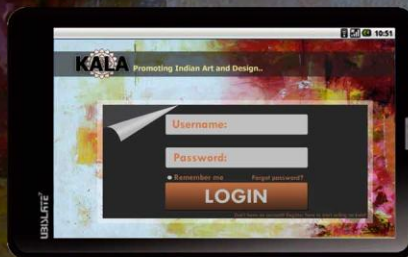 10:51
KALA Promoting Indian Art and Design..
Username:
Password:
Remember me Forgot password?
LOGIN
UBISLATE